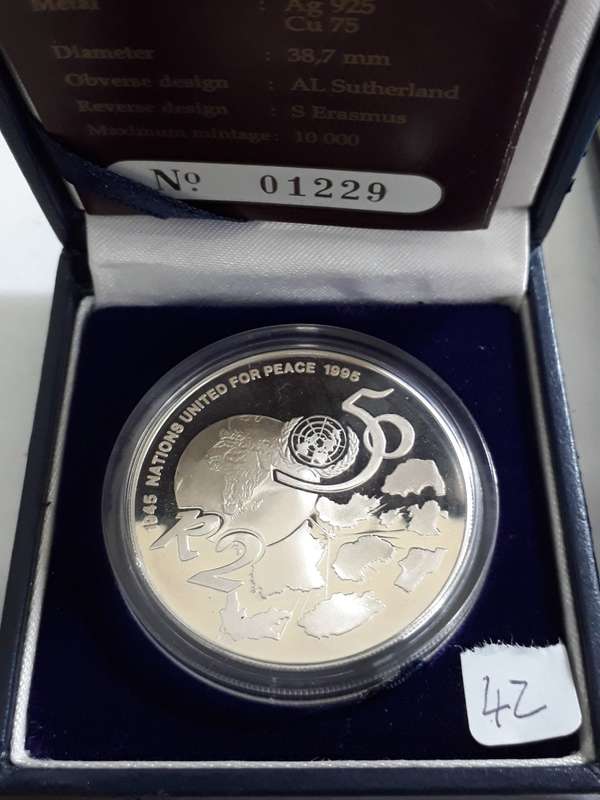 Metal : Ag 925
Cu 75
Diameter : 38,7 mm
Obverse design : AL Sutherland
Reverse design : S Erasmus
Maximum mintage: 10 000
No. 01229
1945 NATIONS UNITED FOR PEACE 1995
50
R2
42